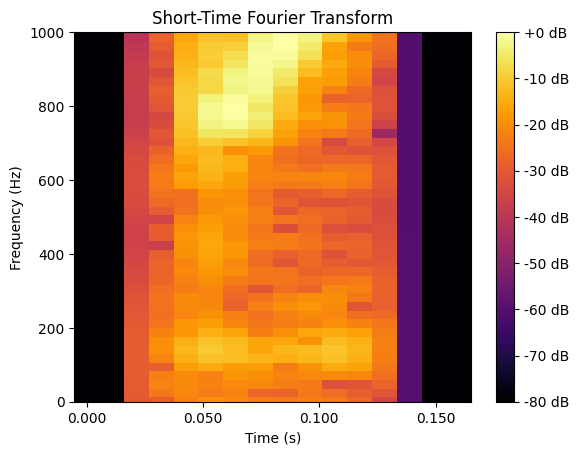 Short-Time Fourier Transform
1000
800
600
400
200
0
Frequency (Hz)
0.000
0.050
0.100
0.150
Time (s)
+0 dB
-10 dB
-20 dB
-30 dB
-40 dB
-50 dB
-60 dB
-70 dB
-80 dB